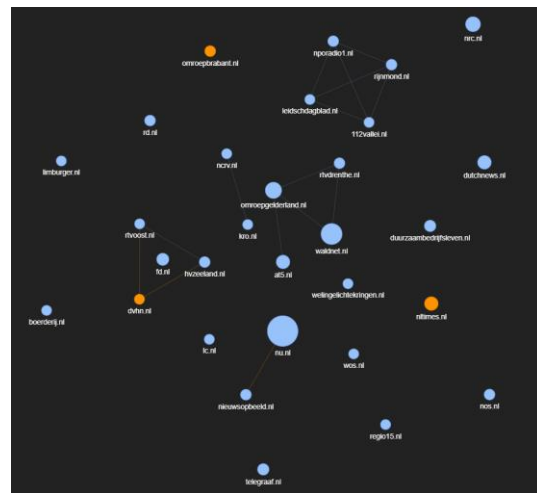 nrc.nl
nporadio1.nl
omroepbrabant.nl
rijnmond.nl
leidschdagblad.nl
112vallei.nl
rd.nl
ncrv.nl
limburger.nl
rtvdrenthe.nl
dutchnews.nl
omroepgelderland.nl
kro.nl
rtvoost.nl
duurzaambedrijfsleven.nl
waldnet.nl
fd.nl
hvzeeland.nl
at5.nl
welingelichtekringen.nl
dvhn.nl
nltimes.nl
boerderij.nl
lc.nl
nu.nl
wos.nl
nieuwsopbeeld.nl
nos.nl
regio15.nl
telegraaf.nl